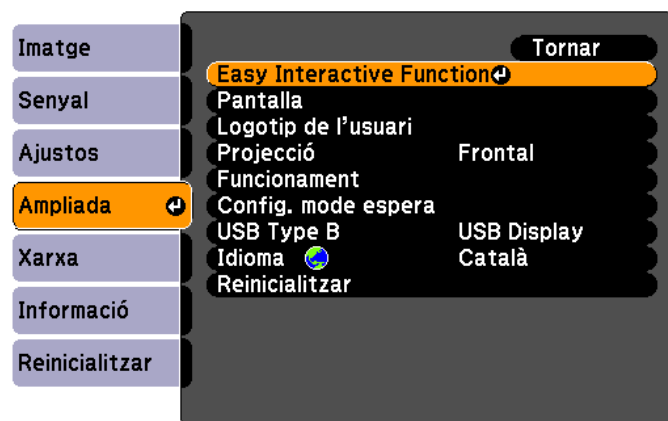 Imatge
Senyal
Ajustos
Ampliada
Xarxa
Informació
Reinicialitzar
Tornar
Easy Interactive Function
Pantalla
Logotip de l'usuari
Projecció Frontal
Funcionament
Config. mode espera
USB Type B USB Display
Idioma Català
Reinicialitzar